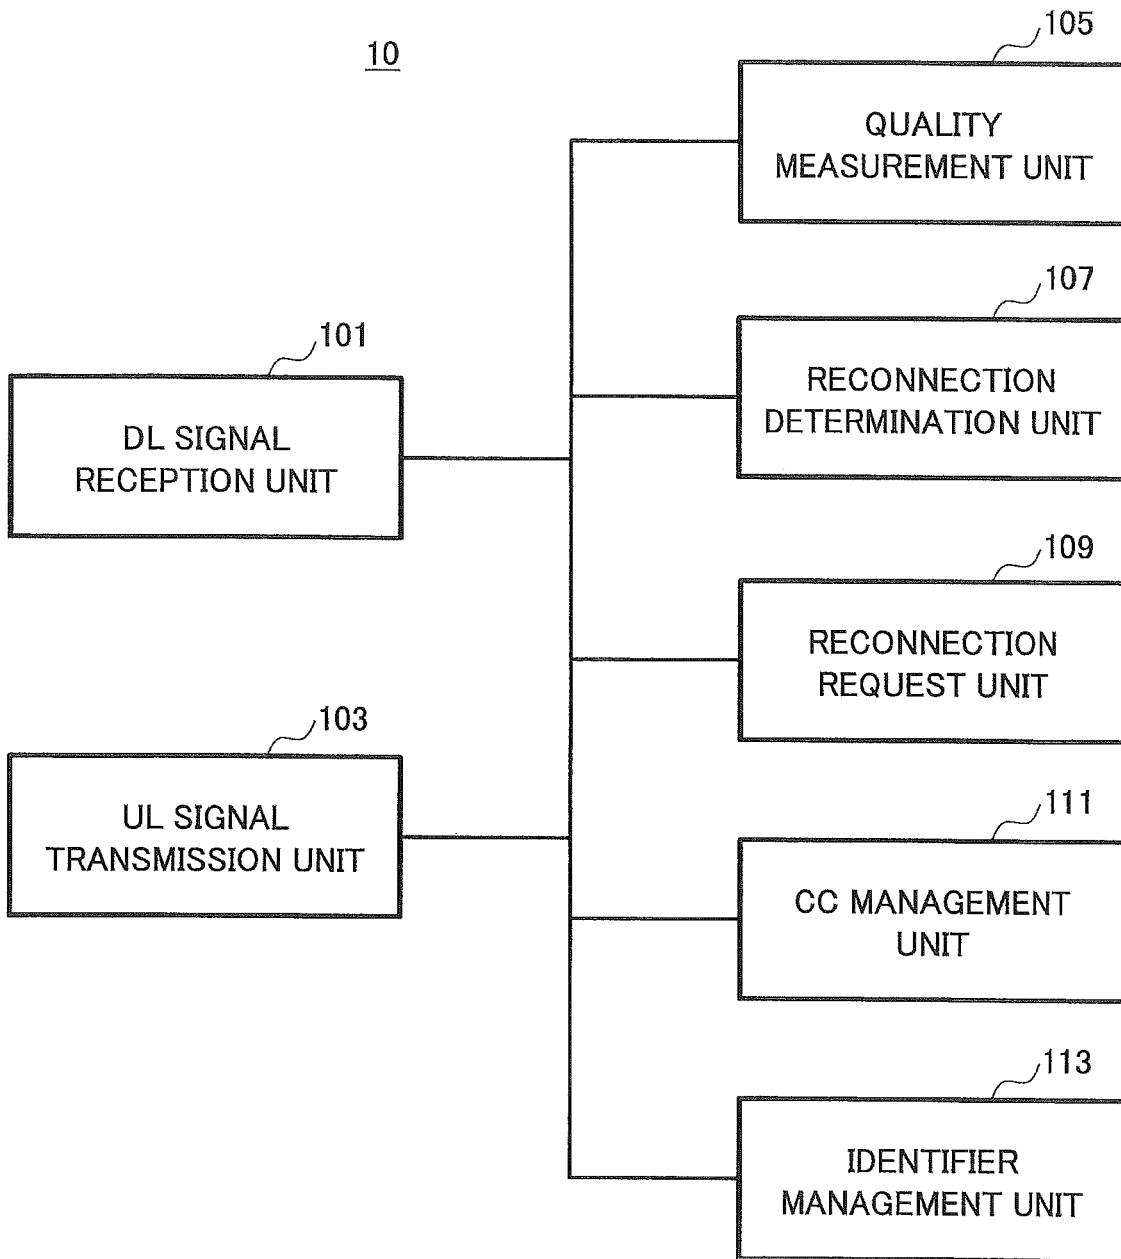 10
105
QUALITY
MEASUREMENT UNIT
107
RECONNECTION
DETERMINATION UNIT
101
DL SIGNAL
RECEPTION UNIT
109
RECONNECTION
REQUEST UNIT
103
UL SIGNAL
TRANSMISSION UNIT
111
CC MANAGEMENT
UNIT
113
IDENTIFIER
MANAGEMENT UNIT